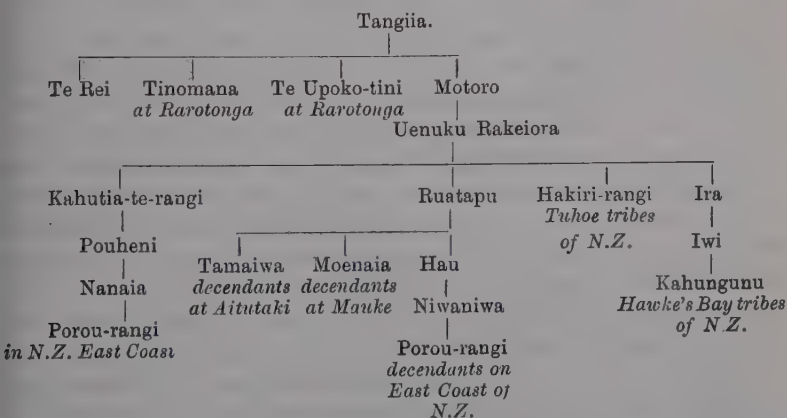 Tangiia.
Te Rei Tinomana Te Upoko-tini Motoro
at Rarotonga at Rarotonga
Uenuku Rakeiora
Kahutia-te-rangi Ruatapu Hakiri-rangi Ira
Tuhoe tribes
of N.Z.
Pouheni Iwi
Tamaiwa Moenaia Hau
decendants decendants
at Aitutaki at Mauke
Nanaia Niwaniwa Kahungunu
Hawke's Bay tribes
of N.Z.
Porou-rangi
in N.Z. East Coast
Porou-rangi
decendants on
East Coast of
N.Z.